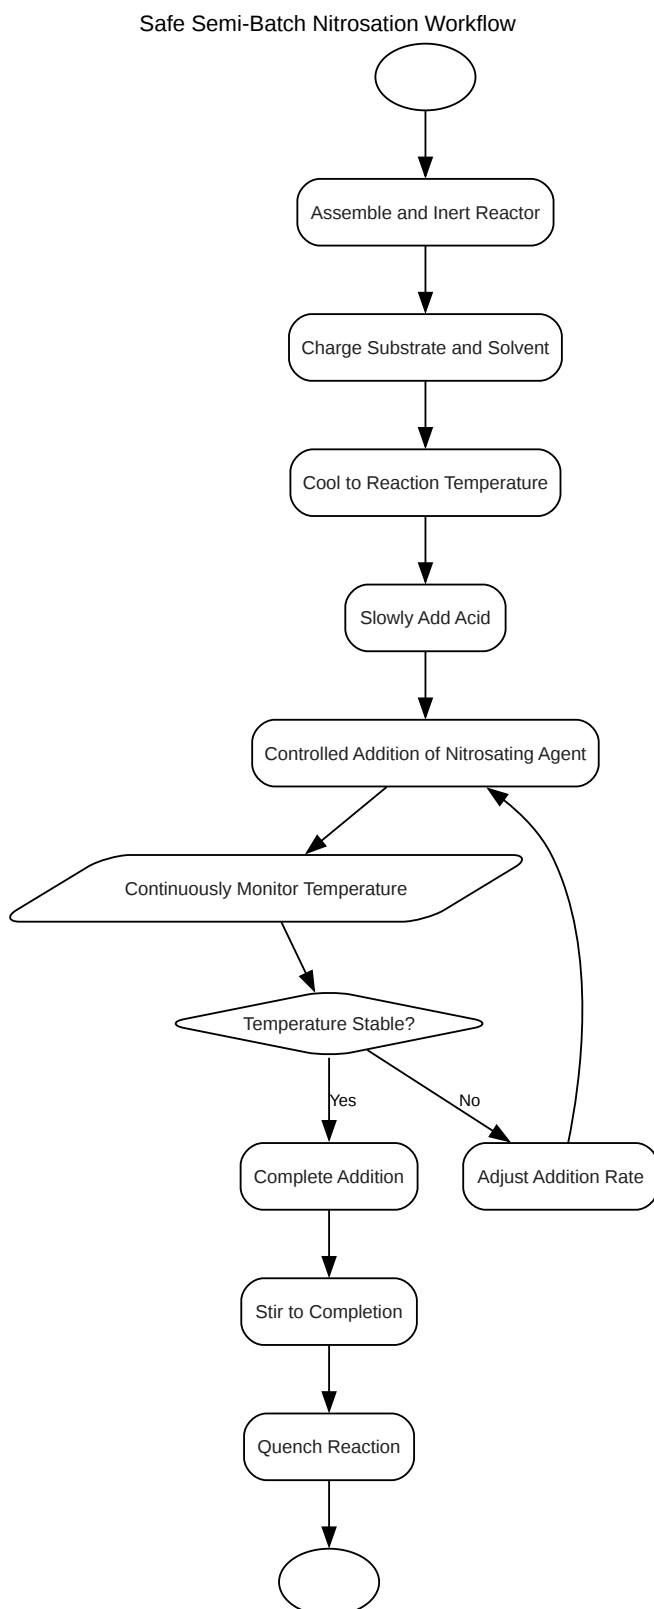 Safe Semi-Batch Nitrosation Workflow
Assemble and Inert Reactor
Charge Substrate and Solvent
Cool to Reaction Temperature
Slowly Add Acid
Controlled Addition of Nitrosating Agent
Continuously Monitor Temperature
Temperature Stable?
Yes
No
Complete Addition
Adjust Addition Rate
Stir to Completion
Quench Reaction